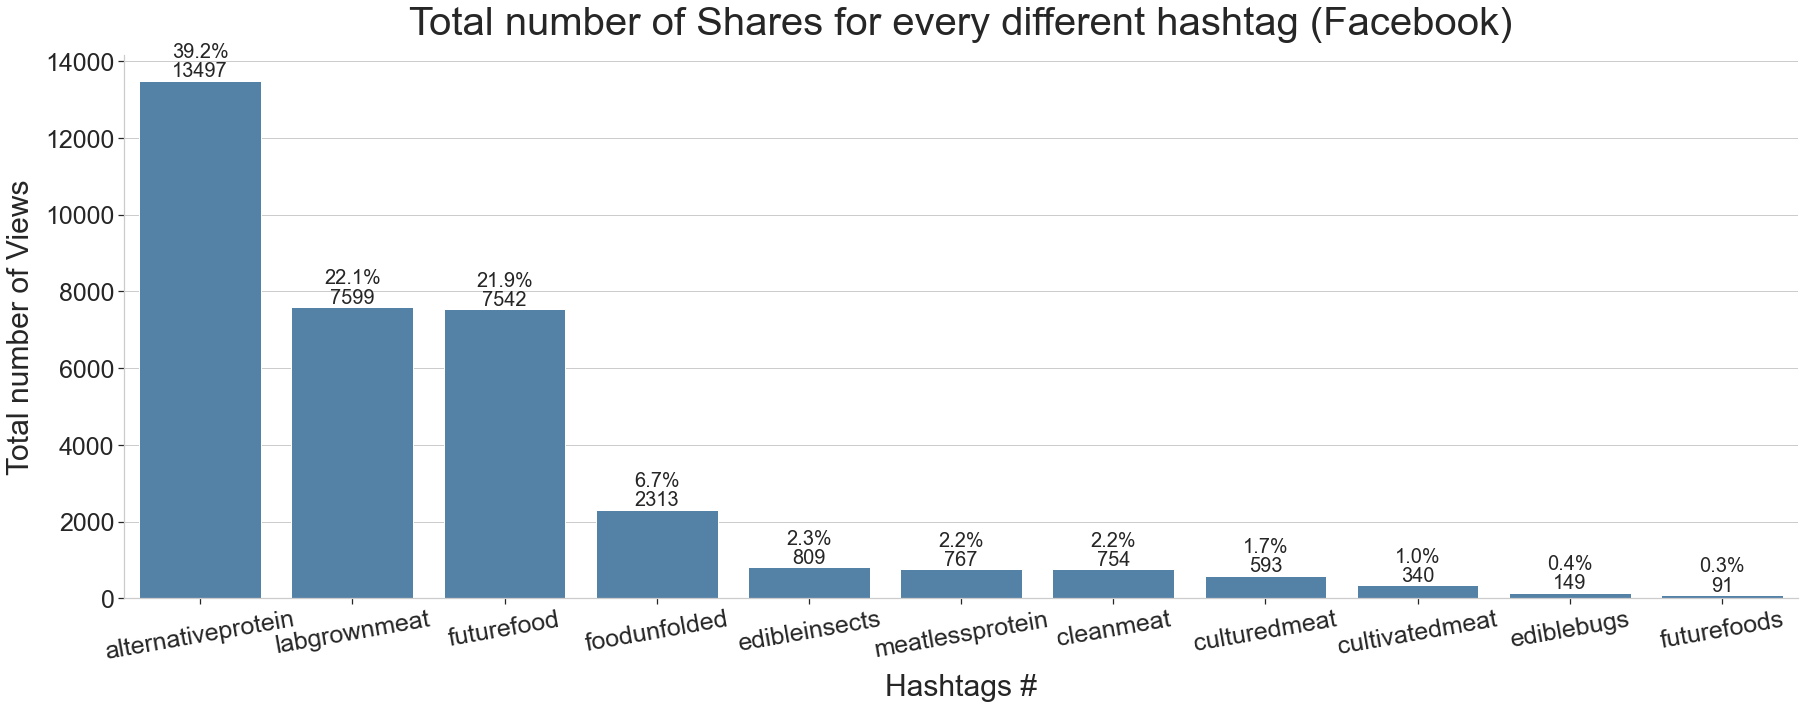 Total number of Shares for every different hashtag (Facebook)
Total number of Views
14000
12000
10000
8000
6000
4000
2000
0
39.2%
13497
22.1%
7599
21.9%
7542
6.7%
2313
2.3%
809
2.2%
767
2.2%
754
1.7%
593
1.0%
340
0.4%
149
0.3%
91
alternativeprotein
labgrownmeat
futurefood
foodunfolded
edibleinsects
meatlessprotein
cleanmeat
culturedmeat
cultivatedmeat
ediblebugs
futurefoods
Hashtags #